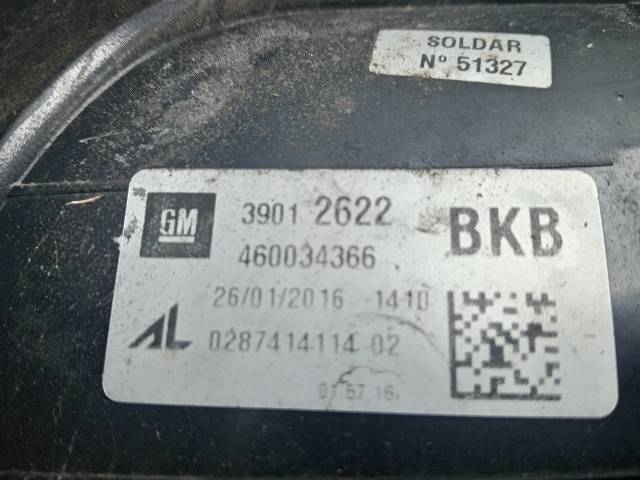 SOLDAR
Nº 51327
GM 3901 2622 BKB
460034366
26/01/2016 1410
AL 0287414114 02